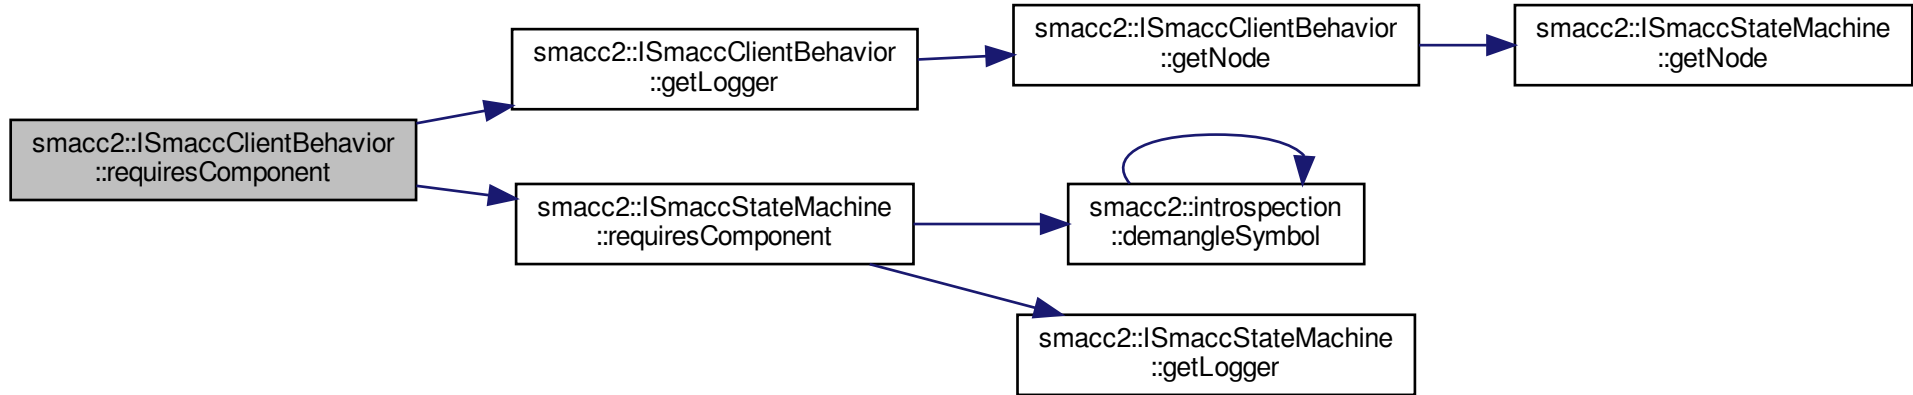 smacc2::ISmaccClientBehavior
::requiresComponent
smacc2::ISmaccClientBehavior
::getLogger
smacc2::ISmaccClientBehavior
::getNode
smacc2::ISmaccStateMachine
::getNode
smacc2::ISmaccStateMachine
::requiresComponent
smacc2::introspection
::demangleSymbol
smacc2::ISmaccStateMachine
::getLogger